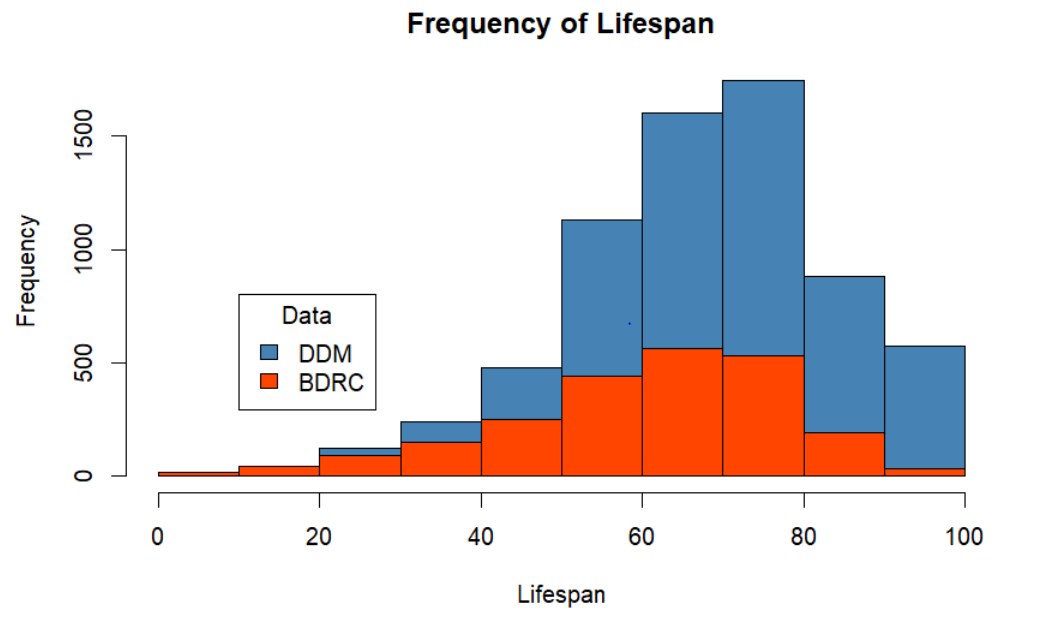 Frequency of Lifespan
Frequency
1500
1000
500
0
Data
DDM
BDRC
0 20 40 60 80 100
Lifespan